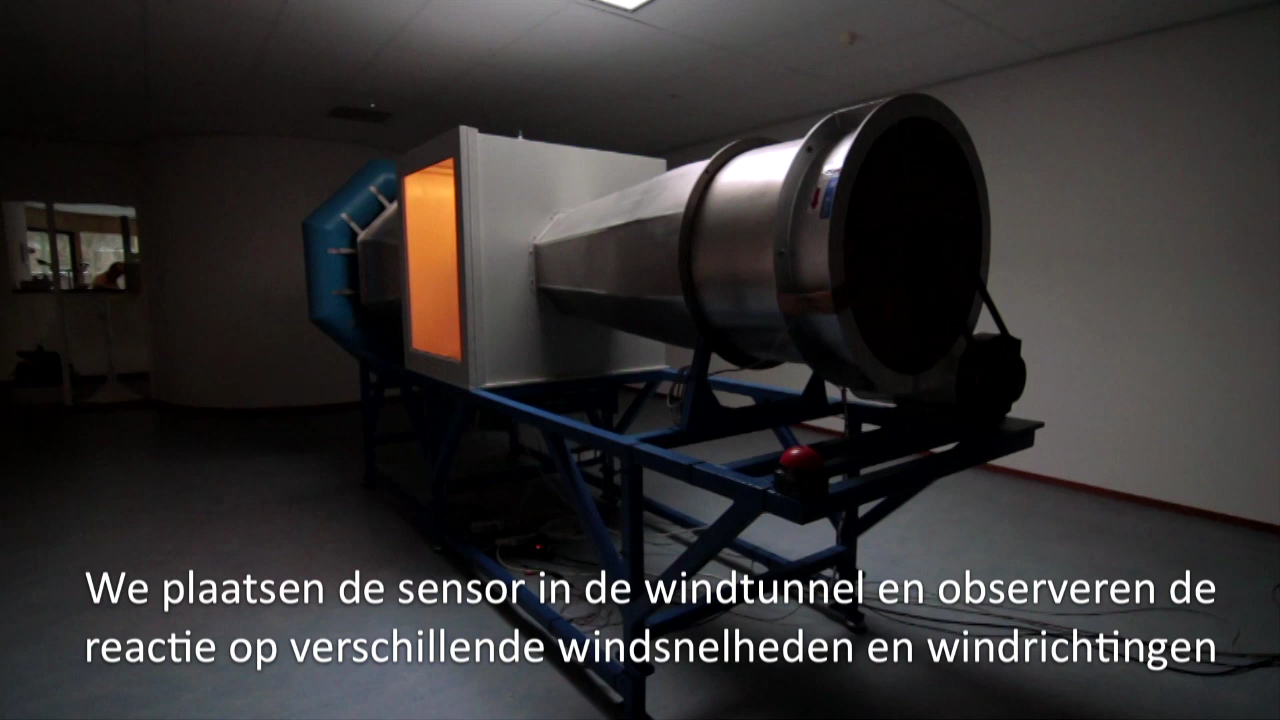 We plaatsen de sensor in de windtunnel en observeren de
reactie op verschillende windsnelheden en windrichtingen